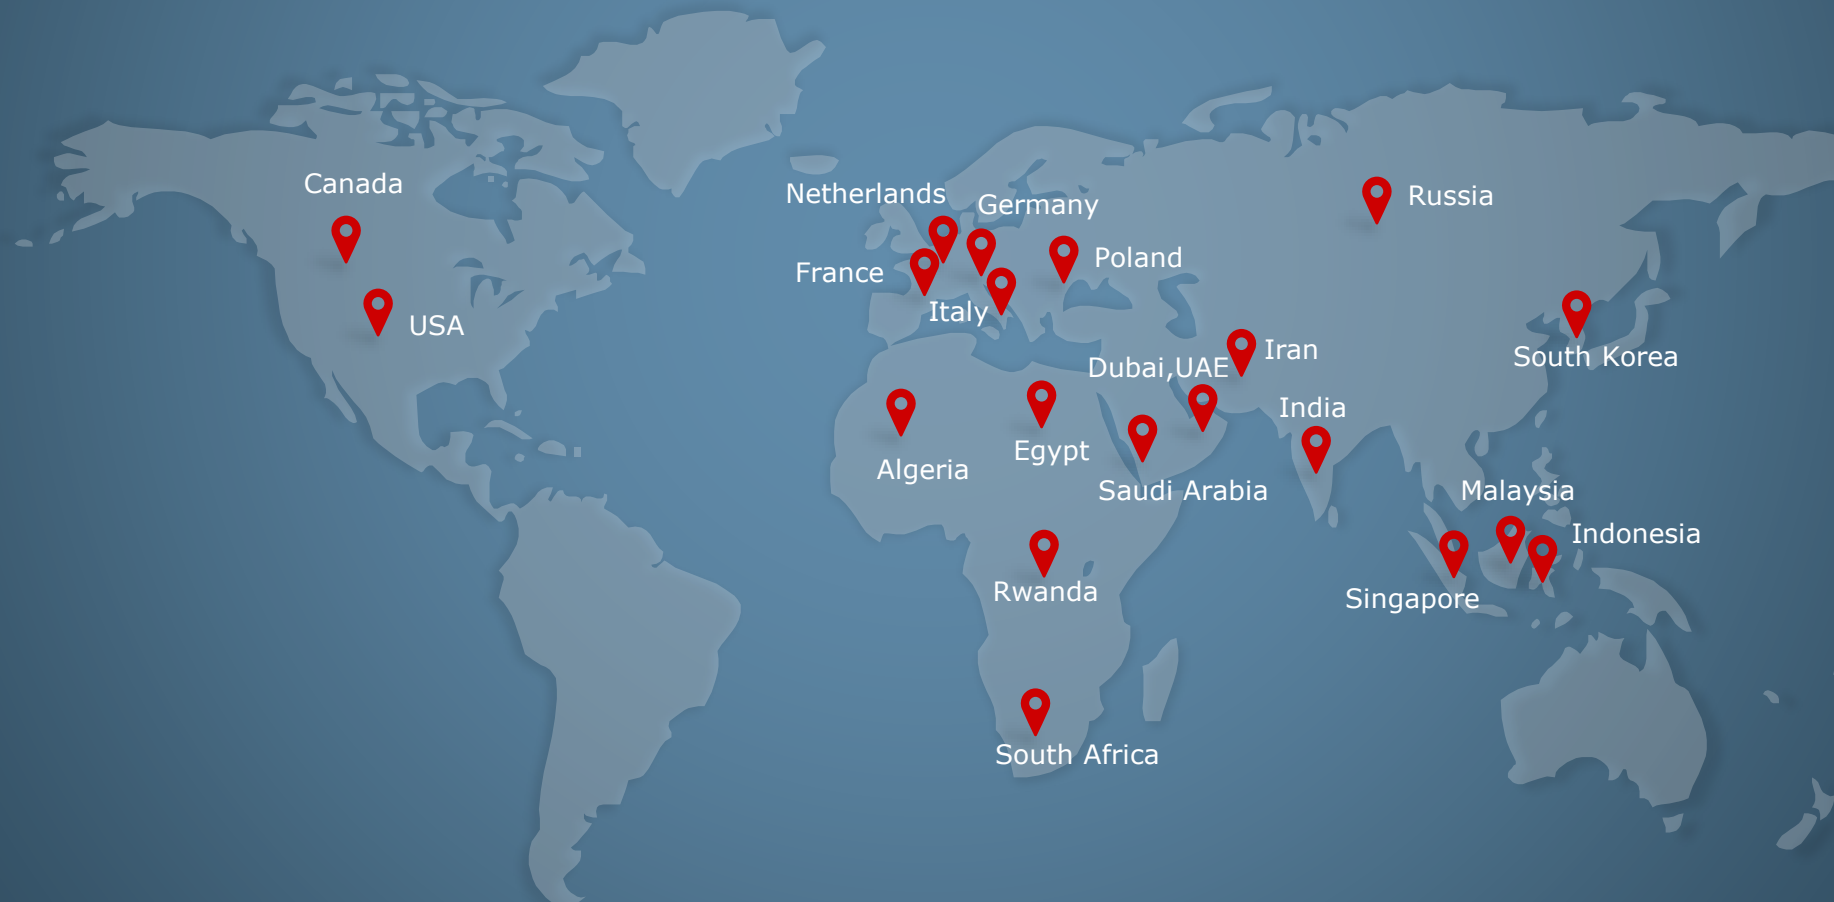 Canada
Netherlands
Germany
Russia
Poland
France
Italy
USA
Iran
South Korea
Dubai,UAE
India
Egypt
Algeria
Saudi Arabia
Malaysia
Indonesia
Rwanda
Singapore
South Africa